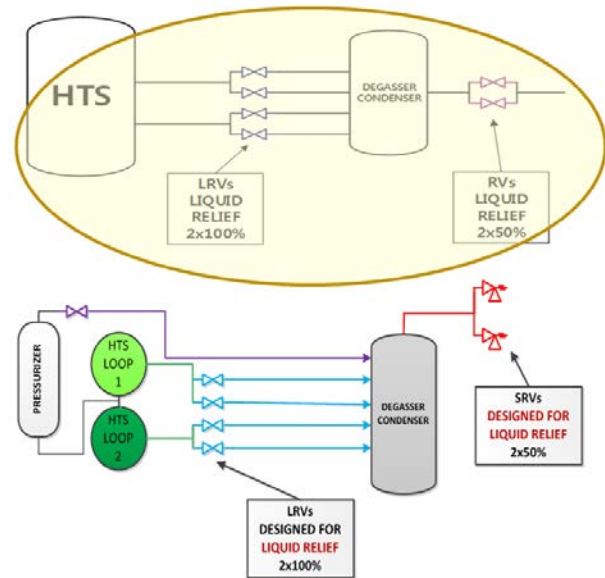 HTS
DEGASSER
CONDENSER
LRVs
LIQUID
RELIEF
2x100%
RVs
LIQUID
RELIEF
2x50%
PRESSURIZER
HTS
LOOP
1
HTS
LOOP
2
DEGASSER
CONDENSER
SRVs
DESIGNED FOR
LIQUID RELIEF
2x50%
LRVs
DESIGNED FOR
LIQUID RELIEF
2x100%